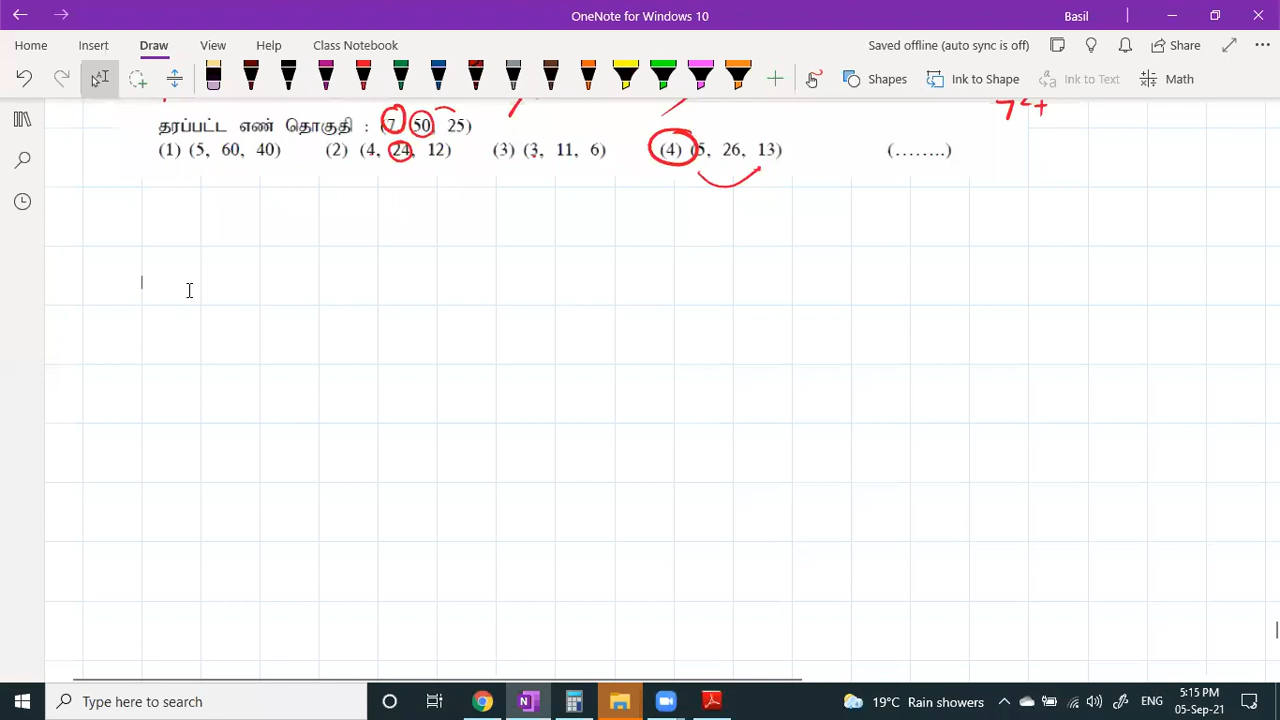 OneNote for Windows 10
Basil
Home Insert Draw View Help Class Notebook
Saved offline (auto sync is off)
Share
Shapes
Ink to Shape
Ink to Text
Math
7²+
தரப்பட்ட எண் தொகுதி : (7, 50, 25)
(1) (5, 60, 40) (2) (4, 24, 12) (3) (3, 11, 6) (4) (5, 26, 13) (........)
Type here to search
19°C Rain showers
ENG
5:15 PM
05-Sep-21